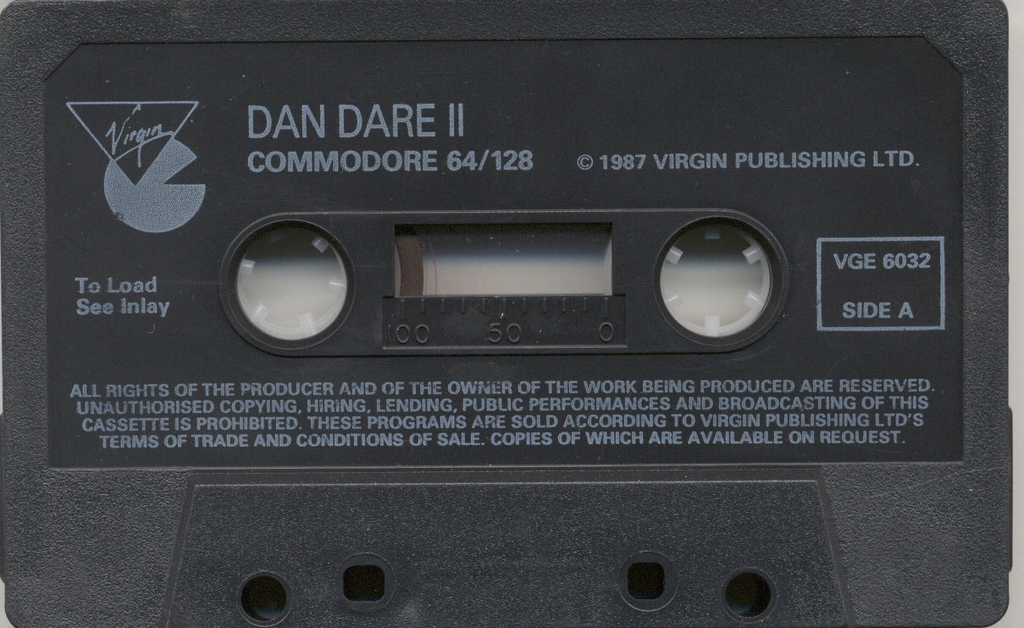 Virgin
DAN DARE II
COMMODORE 64/128
© 1987 VIRGIN PUBLISHING LTD.
To Load
See Inlay
100 50 0
VGE 6032
SIDE A
ALL RIGHTS OF THE PRODUCER AND OF THE OWNER OF THE WORK BEING PRODUCED ARE RESERVED.
UNAUTHORISED COPYING, HIRING, LENDING, PUBLIC PERFORMANCES AND BROADCASTING OF THIS
CASSETTE IS PROHIBITED. THESE PROGRAMS ARE SOLD ACCORDING TO VIRGIN PUBLISHING LTD'S
TERMS OF TRADE AND CONDITIONS OF SALE. COPIES OF WHICH ARE AVAILABLE ON REQUEST.